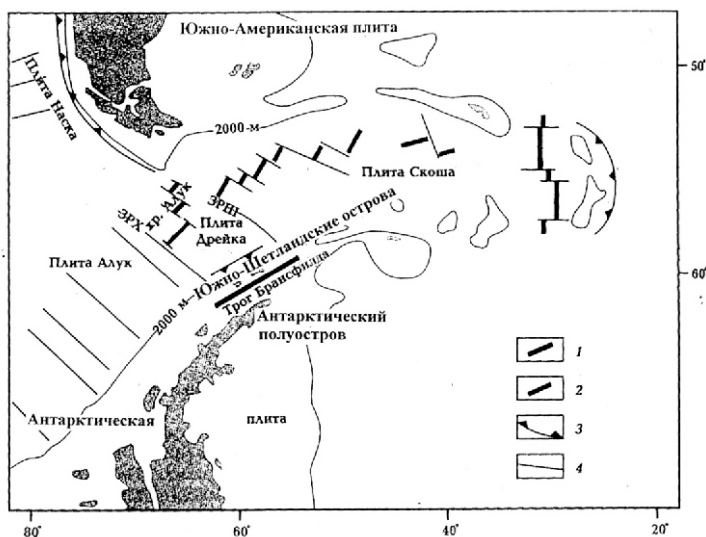 Южно-Американская плита
50°
Плита Наска
2000 м
Плита Скоша
ЗРШ
хр. Алук
ЗРХ
Плита
Дрейка
Южно-Шетландские острова
Плита Алук
60°
Трог Брансфилда
2000 м
Антарктический
полуостров
1
2
Антарктическая
плита
3
4
80°
60°
40°
20°